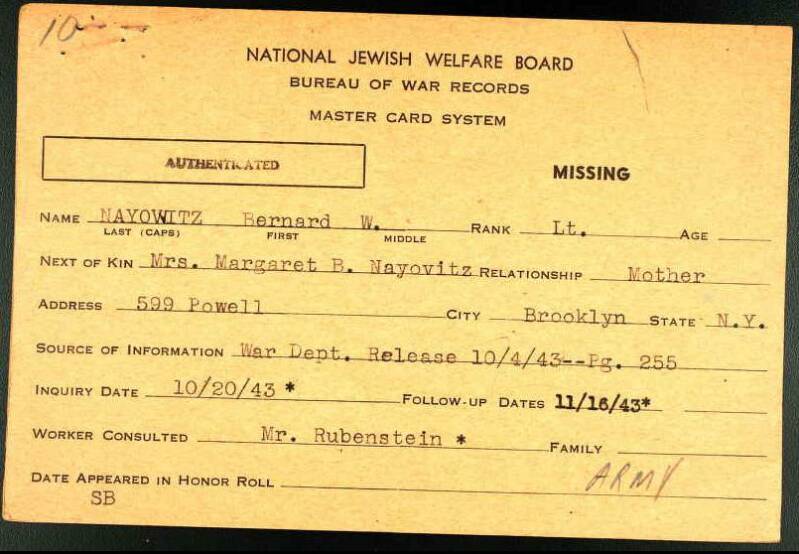 10
NATIONAL JEWISH WELFARE BOARD
BUREAU OF WAR RECORDS
MASTER CARD SYSTEM
AUTHENTICATED
MISSING
NAME NAYOWITZ Bernard W. RANK Lt. AGE
LAST (CAPS) FIRST MIDDLE
NEXT OF KIN Mrs. Margaret B. Nayovitz RELATIONSHIP Mother
ADDRESS 599 Powell CITY Brooklyn STATE N.Y.
SOURCE OF INFORMATION War Dept. Release 10/4/43--Pg. 255
INQUIRY DATE 10/20/43 * FOLLOW-UP DATES 11/16/43*
WORKER CONSULTED Mr. Rubenstein * FAMILY
DATE APPEARED IN HONOR ROLL ARMY
SB